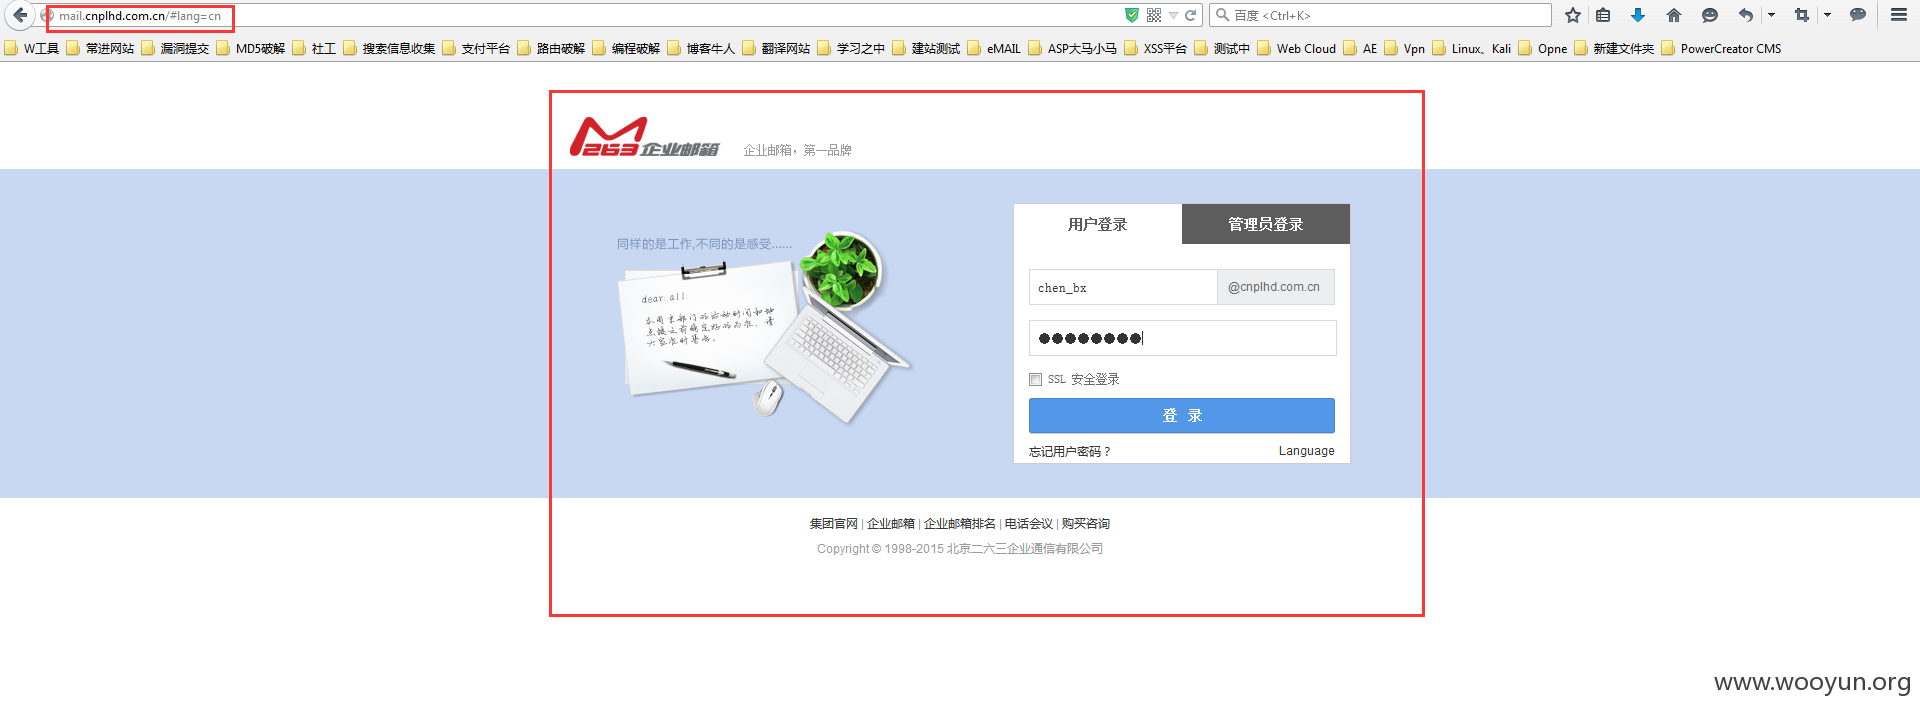 mail.cnplhd.com.cn/#lang=cn
百度 <Ctrl+K>
W工具 常进网站 漏洞提交 MD5破解 社工 搜索信息收集 支付平台 路由破解 编程破解 博客牛人 翻译网站 学习之中 建站测试 eMAIL ASP大马小马 XSS平台 测试中 Web Cloud AE Vpn Linux、Kali Opne 新建文件夹 PowerCreator CMS
263企业邮箱 企业邮箱，第一品牌
用户登录 管理员登录
同样的是工作,不同的是感受......
dear all:
chen_bx @cnplhd.com.cn
SSL 安全登录
登 录
忘记用户密码？ Language
集团官网 | 企业邮箱 | 企业邮箱排名 | 电话会议 | 购买咨询
Copyright © 1998-2015 北京二六三企业通信有限公司
www.wooyun.org